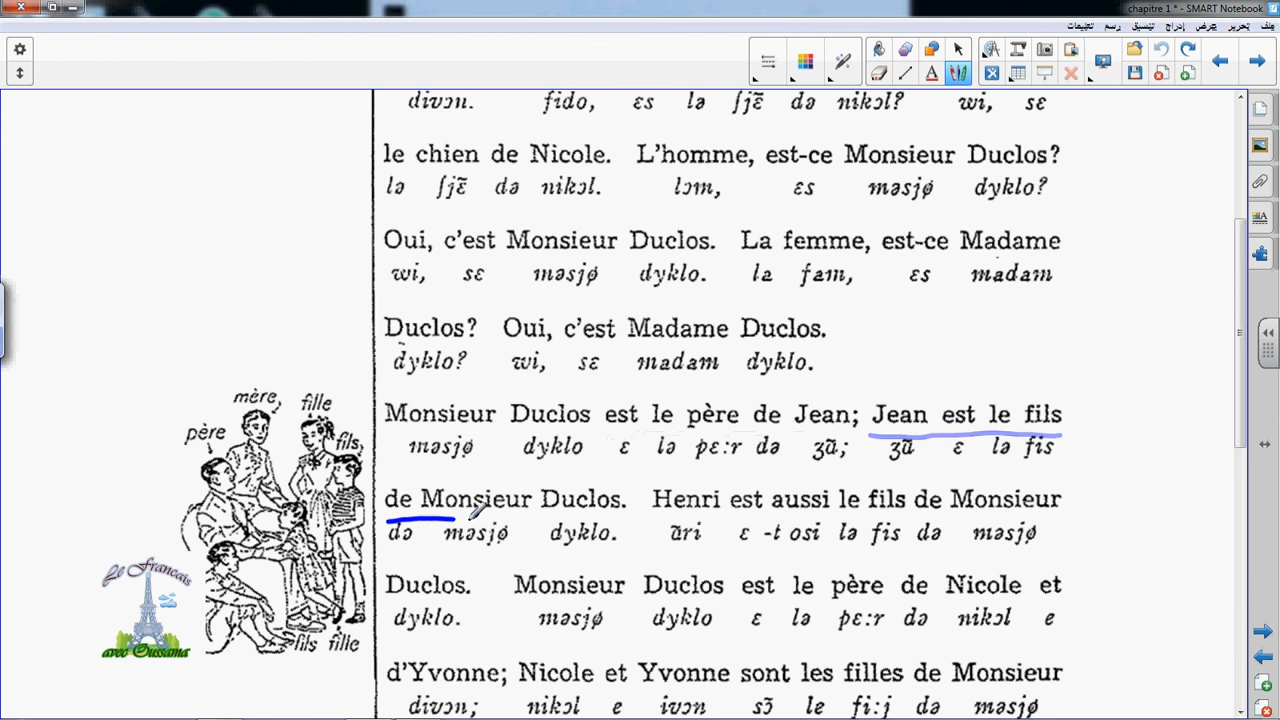 chapitre 1 * - SMART Notebook
ملف تحرير عرض إدراج تنسيق رسم تعليمات
divɔn. fido, ɛs lə ʃjɛ̃ də nikɔl? wi, sɛ
le chien de Nicole. L'homme, est-ce Monsieur Duclos?
lə ʃjɛ̃ də nikɔl. lɔm, ɛs məsjø dyklo?
Oui, c'est Monsieur Duclos. La femme, est-ce Madame
wi, sɛ məsjø dyklo. la fam, ɛs madam
Duclos? Oui, c'est Madame Duclos.
dyklo? wi, sɛ madam dyklo.
Monsieur Duclos est le père de Jean; Jean est le fils
məsjø dyklo ɛ lə pɛ:r də ʒɑ̃; ʒɑ̃ ɛ lə fis
de Monsieur Duclos. Henri est aussi le fils de Monsieur
də məsjø dyklo. ɑ̃ri ɛ -t osi lə fis də məsjø
Duclos. Monsieur Duclos est le père de Nicole et
dyklo. məsjø dyklo ɛ lə pɛ:r də nikɔl e
d'Yvonne; Nicole et Yvonne sont les filles de Monsieur
divɔn; nikɔl e ivɔn sɔ̃ le fi:j də məsjø
mère,
fille
père
fils,
fils fille
Le Francais
avec Oussama